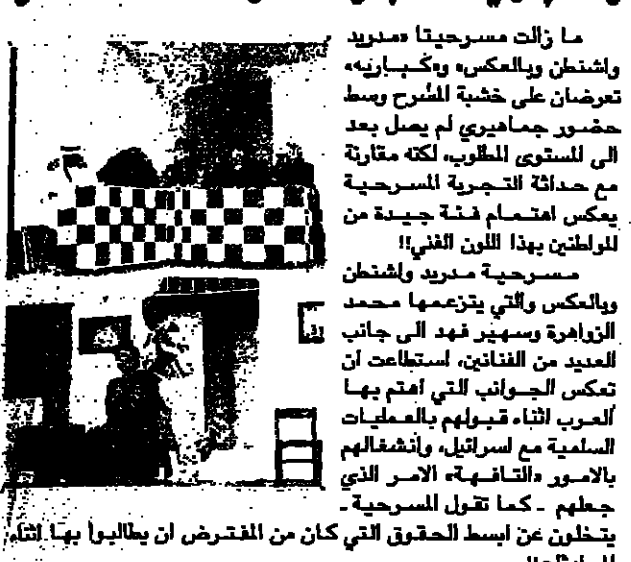 ما زالت مسرحيتا «مدريد
واشنطن وبالعكس» و«كباريه»
تعرضان على خشبة المسرح وسط
حضور جماهيري لم يصل بعد
الى المستوى المطلوب، لكنه مقارنة
مع حداثة التجربة المسرحية
يعكس اهتمام فئة جيدة من
المواطنين بهذا اللون الفني!!
مسرحية مدريد واشنطن
وبالعكس والتي يتزعمها محمد
الزواهرة وسهير فهد الى جانب
العديد من الفنانين، استطاعت ان
تعكس الجوانب التي اهتم بها
العرب اثناء قبولهم بالعمليات
السلمية مع اسرائيل، وانشغالهم
بالامور «التافهة» الامر الذي
جعلهم - كما تقول المسرحية -
يتخلون عن ابسط الحقوق التي كان من المفترض ان يطالبوا بها اثناء